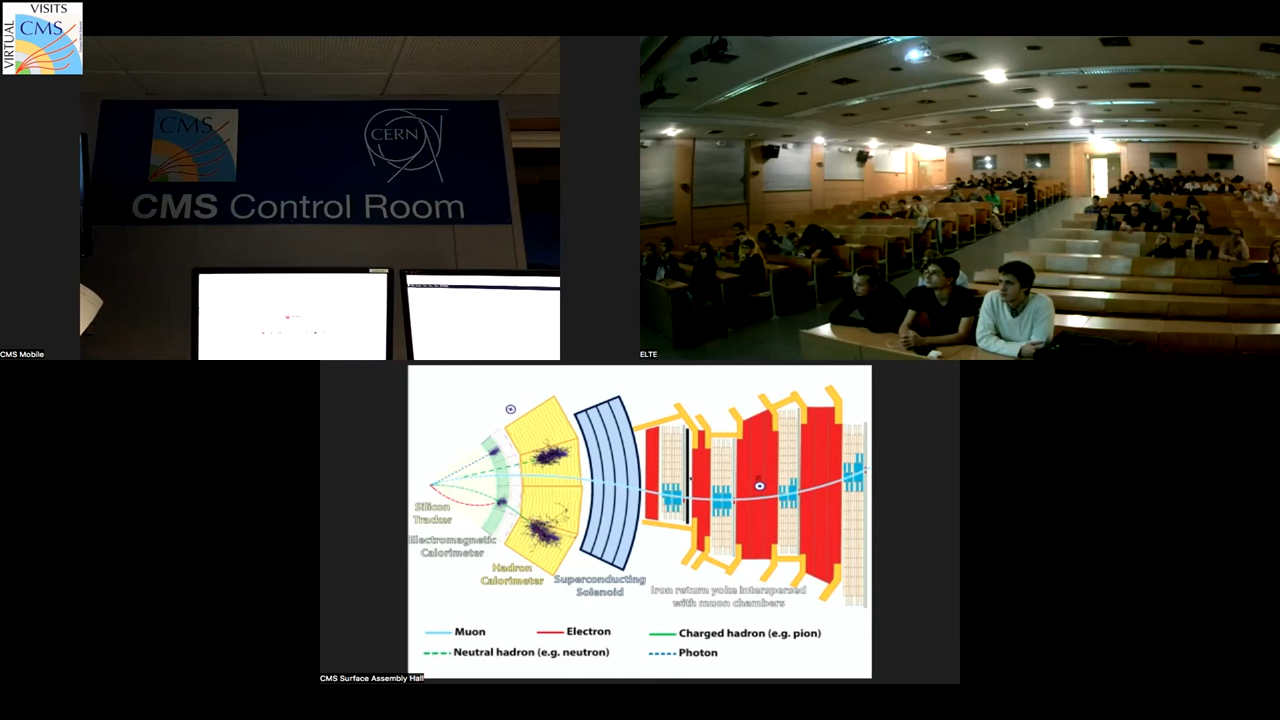 VISITS
VIRTUAL
CMS
CMS
CERN
CMS Control Room
CMS Mobile
ELTE
Silicon
Tracker
Electromagnetic
Calorimeter
Hadron
Calorimeter
Superconducting
Solenoid
Iron return yoke interspersed
with muon chambers
Muon
Electron
Charged hadron (e.g. pion)
Neutral hadron (e.g. neutron)
Photon
CMS Surface Assembly Hall